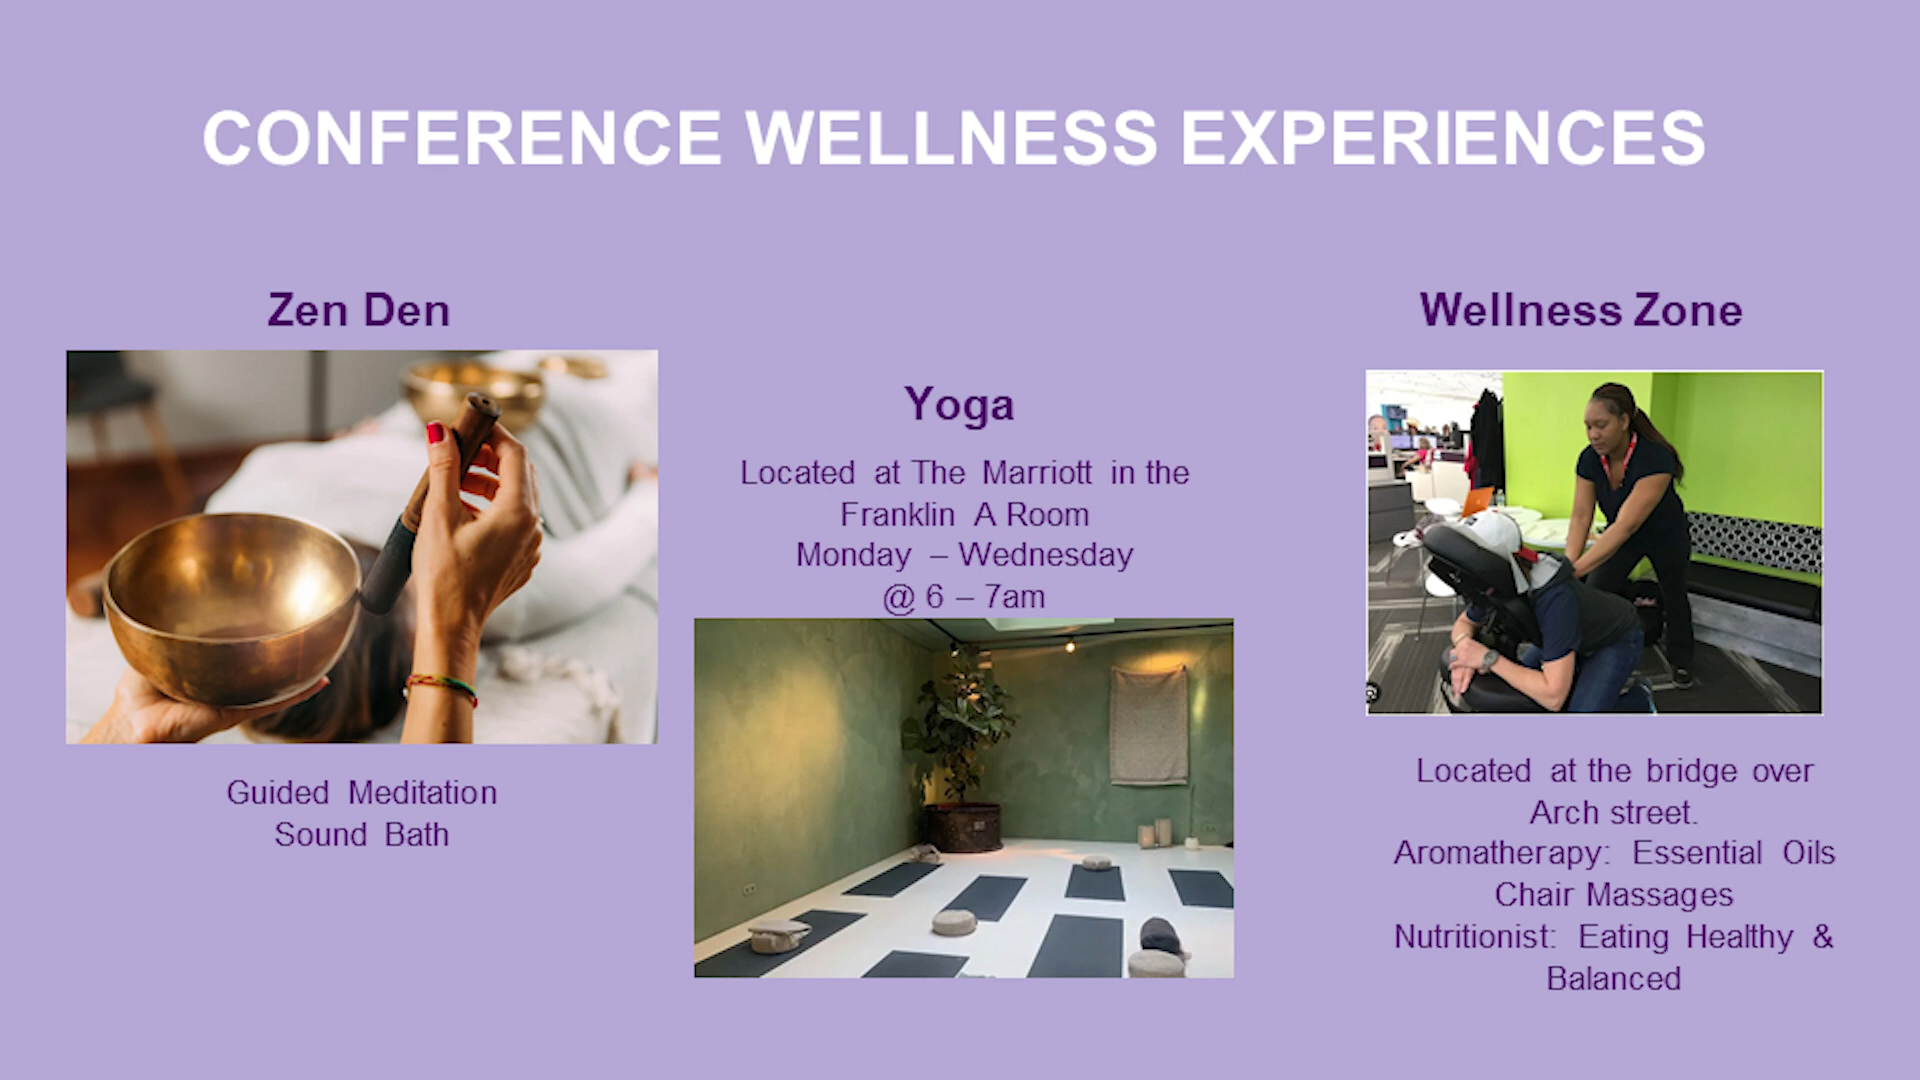 CONFERENCE WELLNESS EXPERIENCES
Zen Den
Guided Meditation
Sound Bath
Yoga
Located at The Marriott in the
Franklin A Room
Monday – Wednesday
@ 6 – 7am
Wellness Zone
Located at the bridge over
Arch street.
Aromatherapy: Essential Oils
Chair Massages
Nutritionist: Eating Healthy &
Balanced